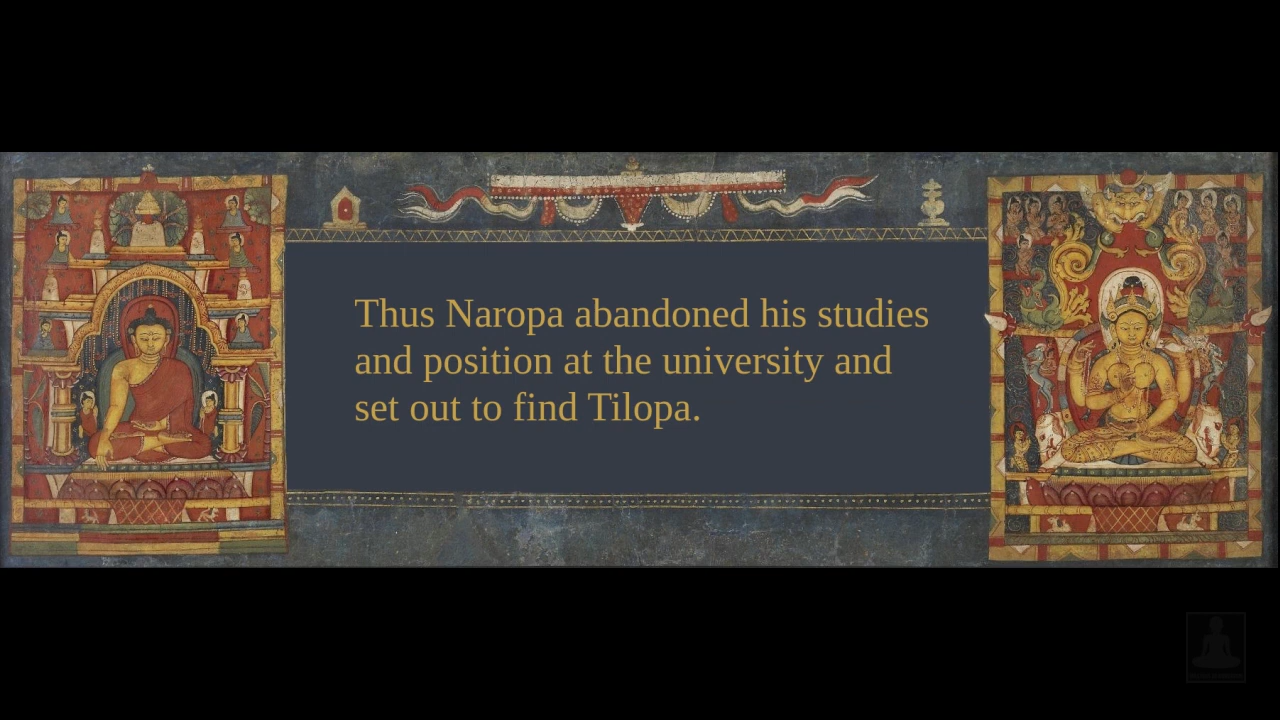 Thus Naropa abandoned his studies
and position at the university and
set out to find Tilopa.